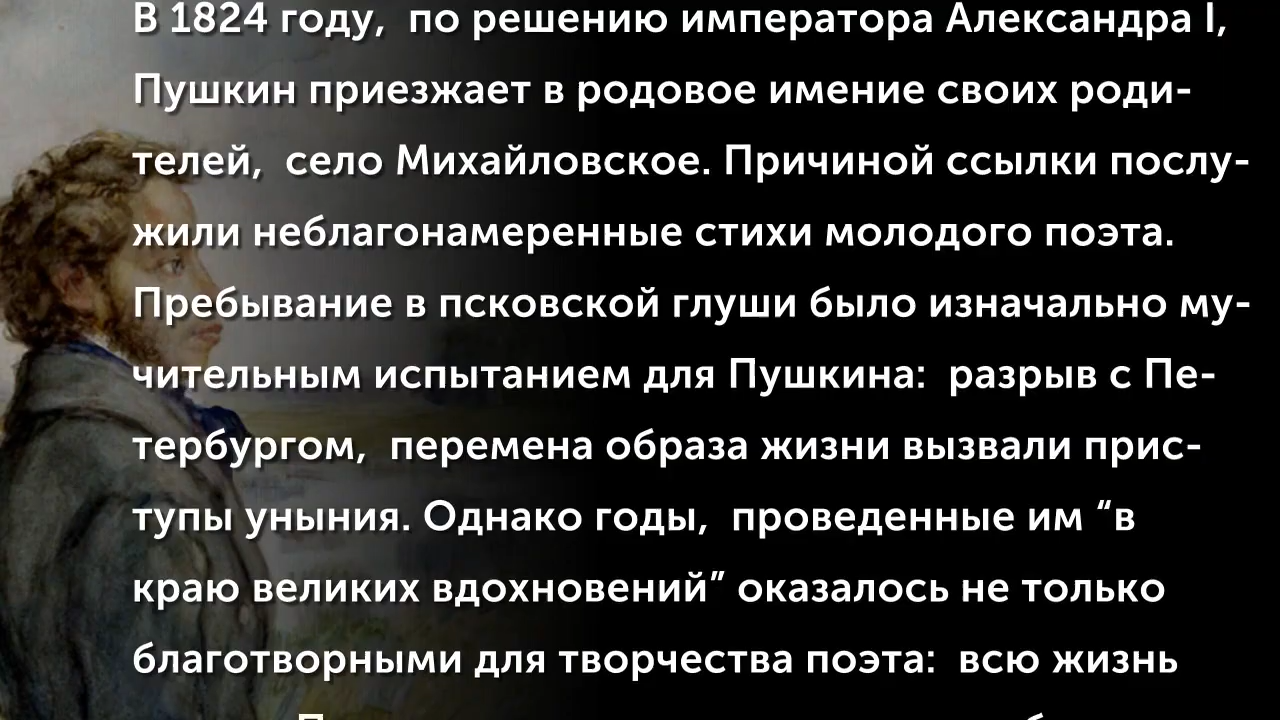 В 1824 году, по решению императора Александра I,
Пушкин приезжает в родовое имение своих роди-
телей, село Михайловское. Причиной ссылки послу-
жили неблагонамеренные стихи молодого поэта.
Пребывание в псковской глуши было изначально му-
чительным испытанием для Пушкина: разрыв с Пе-
тербургом, перемена образа жизни вызвали прис-
тупы уныния. Однако годы, проведенные им “в
краю великих вдохновений” оказалось не только
благотворными для творчества поэта: всю жизнь